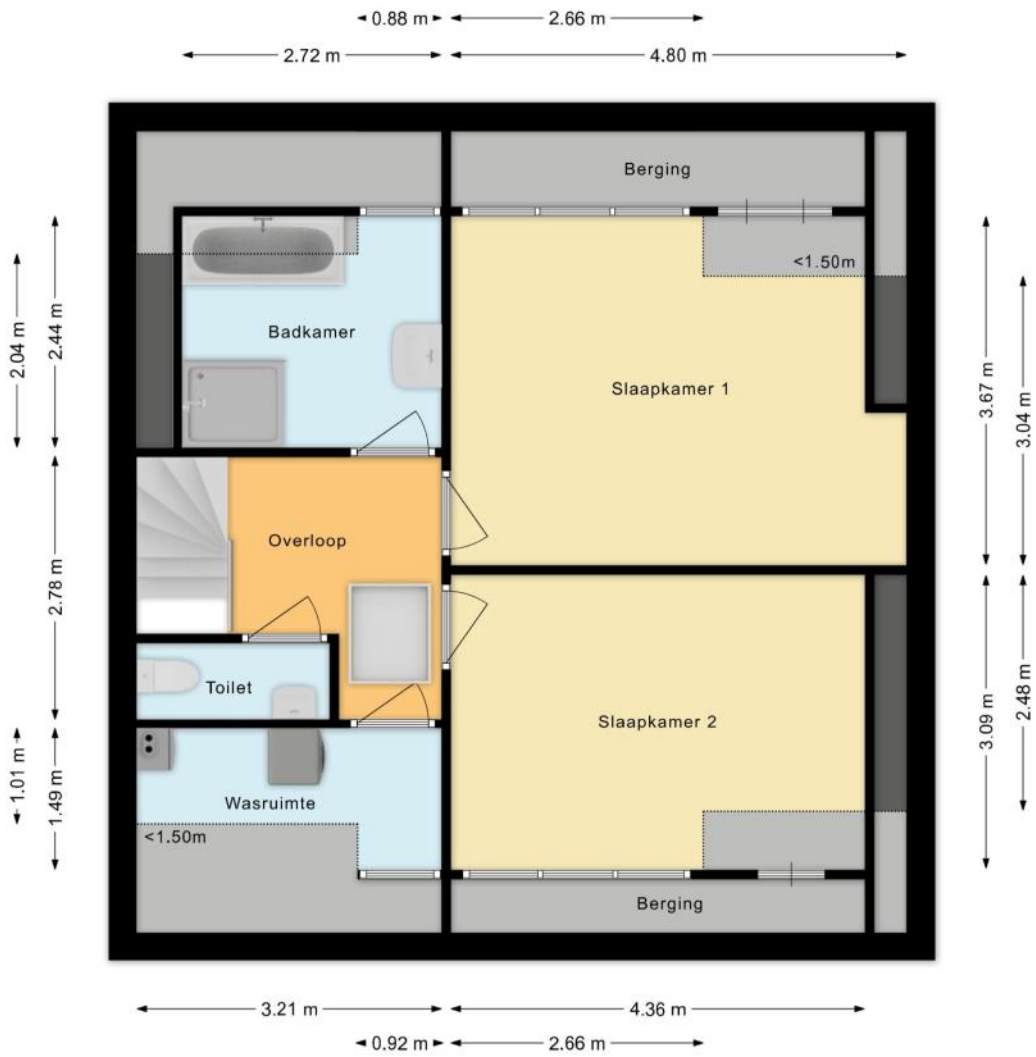 0.88 m
2.66 m
2.72 m
4.80 m
Berging
<1.50m
Badkamer
Slaapkamer 1
2.04 m
2.44 m
3.67 m
3.04 m
Overloop
2.78 m
Toilet
Slaapkamer 2
3.09 m
2.48 m
1.01 m
1.49 m
Wasruimte
<1.50m
Berging
3.21 m
4.36 m
0.92 m
2.66 m